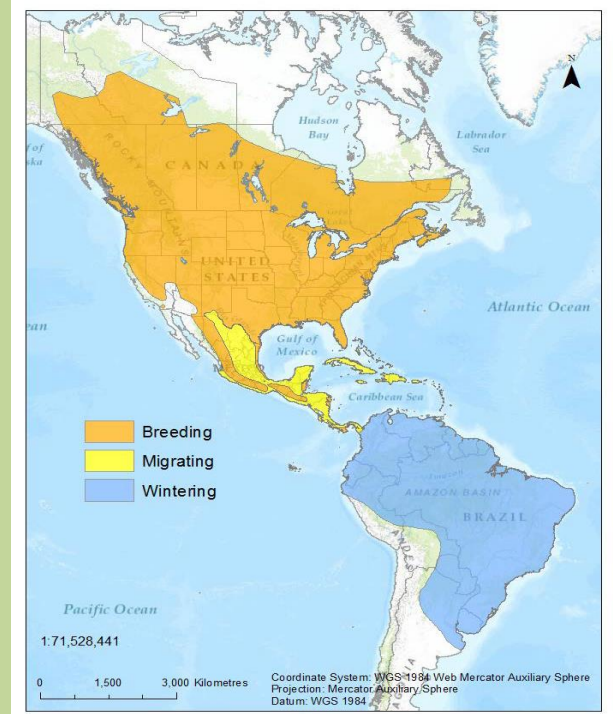 N
Hudson
Bay
Labrador
Sea
CANADA
ROCKY MOUNTAINS
UNITED
STATES
Atlantic Ocean
Gulf of
Mexico
Caribbean Sea
Breeding
Migrating
Wintering
AMAZON BASIN
BRAZIL
ANDES
Pacific Ocean
1:71,528,441
0 1,500 3,000 Kilometres
Coordinate System: WGS 1984 Web Mercator Auxiliary Sphere
Projection: Mercator Auxiliary Sphere
Datum: WGS 1984